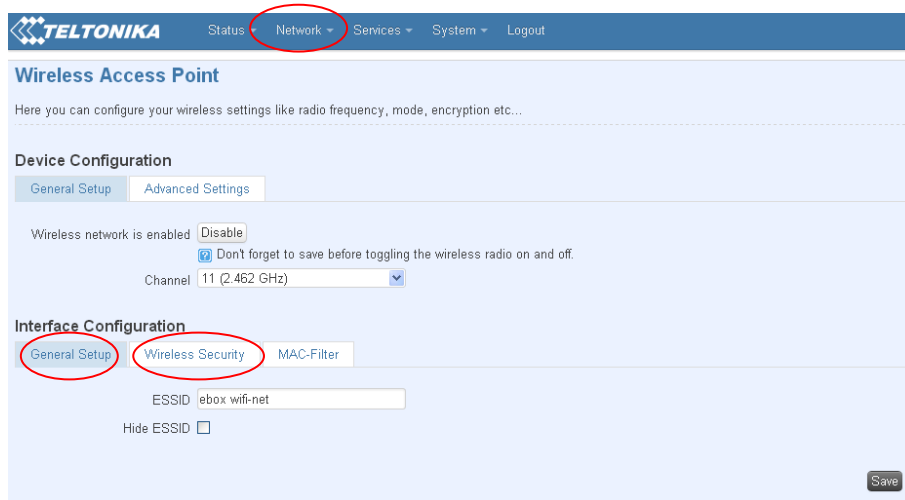 TELTONIKA Status Network Services System Logout
Wireless Access Point
Here you can configure your wireless settings like radio frequency, mode, encryption etc...
Device Configuration
General Setup Advanced Settings
Wireless network is enabled Disable
? Don't forget to save before toggling the wireless radio on and off.
Channel 11 (2.462 GHz)
Interface Configuration
General Setup Wireless Security MAC-Filter
ESSID ebox wifi-net
Hide ESSID
Save